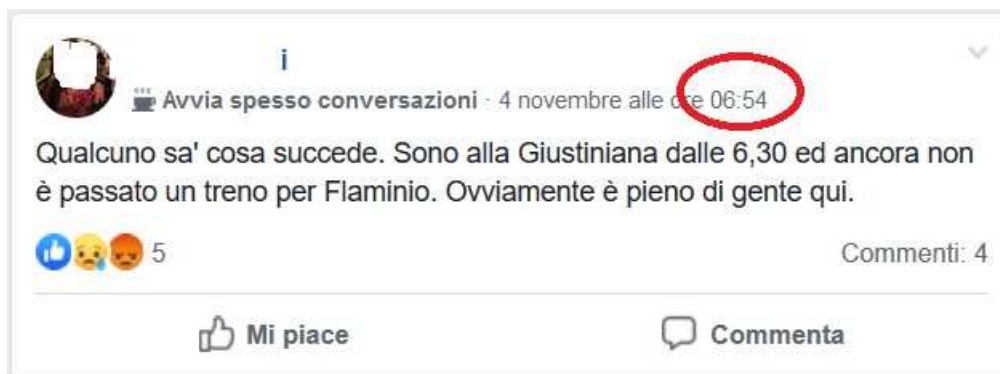 i
Avvia spesso conversazioni · 4 novembre alle ore 06:54
Qualcuno sa' cosa succede. Sono alla Giustiniana dalle 6,30 ed ancora non
è passato un treno per Flaminio. Ovviamente è pieno di gente qui.
5
Commenti: 4
Mi piace
Commenta